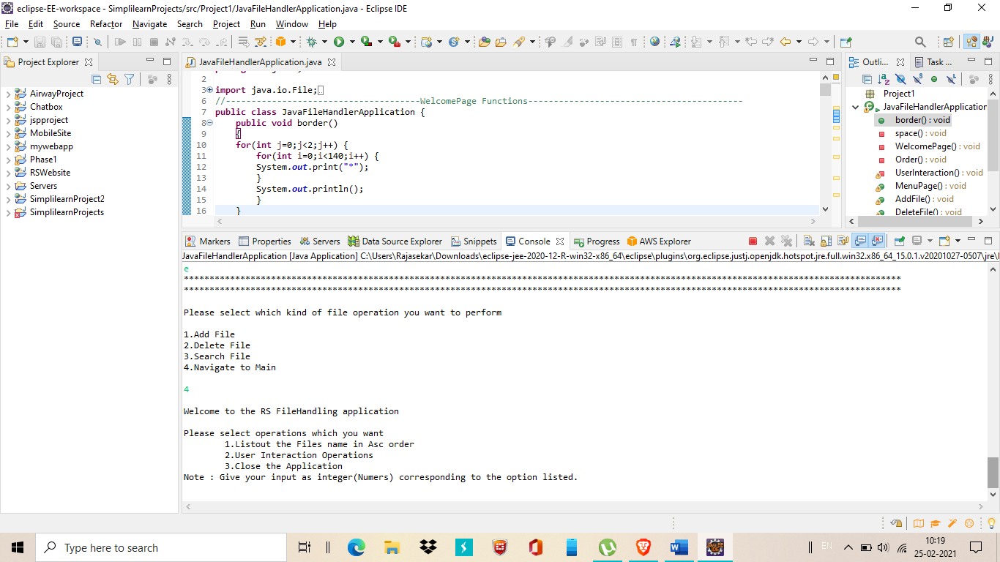 eclipse-EE-workspace - SimplilearnProjects/src/Project1/JavaFileHandlerApplication.java - Eclipse IDE
File Edit Source Refactor Navigate Search Project Run Window Help
Project Explorer
AirwayProject
Chatbox
jspproject
MobileSite
mywebapp
Phase1
RSWebsite
Servers
SimplilearnProject2
SimplilearnProjects
JavaFileHandlerApplication.java
2
3 import java.io.File;
6 //--------------------------------------WelcomePage Functions------------------------------------------
7 public class JavaFileHandlerApplication {
8 public void border()
9 {
10 for(int j=0;j<2;j++) {
11 for(int i=0;i<140;i++) {
12 System.out.print("*");
13 }
14 System.out.println();
15 }
16 }
Outli... Task ...
Project1
JavaFileHandlerApplication
border() : void
space() : void
WelcomePage() : void
Order() : void
UserInteraction() : void
MenuPage() : void
AddFile() : void
DeleteFile() : void
Markers Properties Servers Data Source Explorer Snippets Console Progress AWS Explorer
JavaFileHandlerApplication [Java Application] C:\Users\Rajasekar\Downloads\eclipse-jee-2020-12-R-win32-x86_64\eclipse\plugins\org.eclipse.justj.openjdk.hotspot.jre.full.win32.x86_64_15.0.1.v20201027-0507\jre\
e
********************************************************************************************************************************************
********************************************************************************************************************************************
Please select which kind of file operation you want to perform
1.Add File
2.Delete File
3.Search File
4.Navigate to Main
4
Welcome to the RS FileHandling application
Please select operations which you want
1.Listout the Files name in Asc order
2.User Interaction Operations
3.Close the Application
Note : Give your input as integer(Numers) corresponding to the option listed.
Type here to search
EN
10:19
25-02-2021